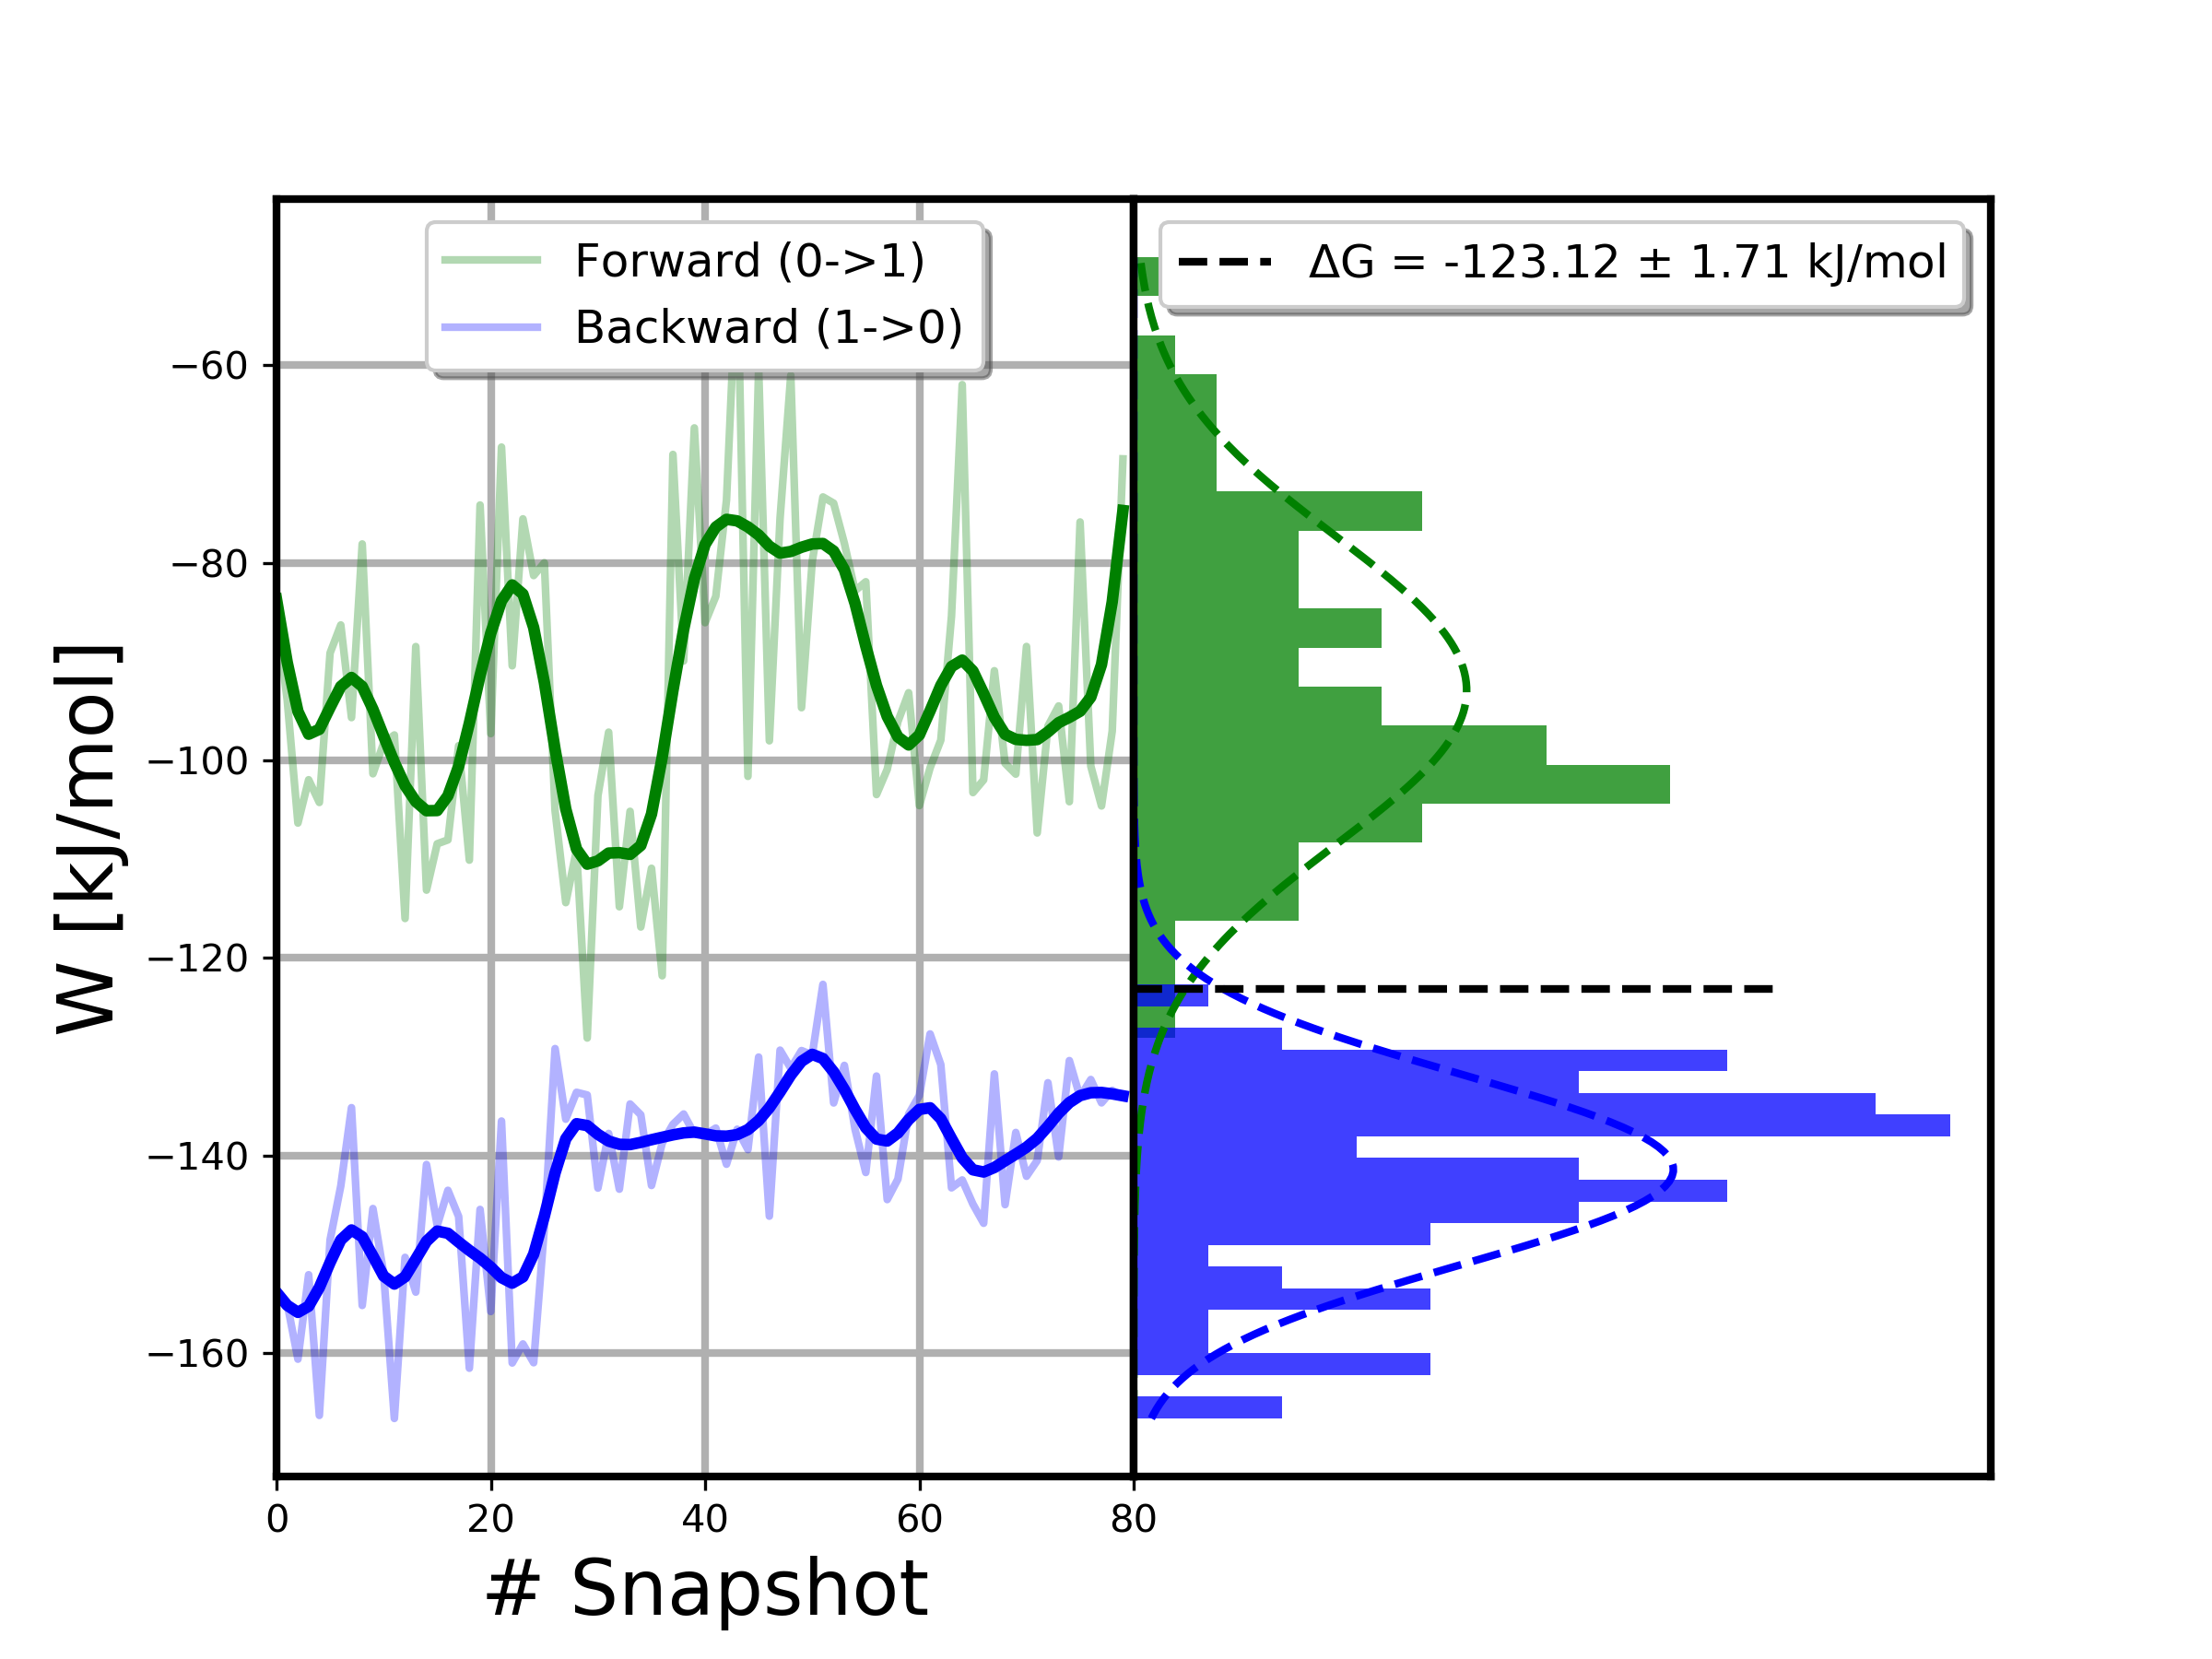 Forward (0->1)
Backward (1->0)
ΔG = -123.12 ± 1.71 kJ/mol
W [kJ/mol]
−60
−80
−100
−120
−140
−160
0 20 40 60 80
# Snapshot